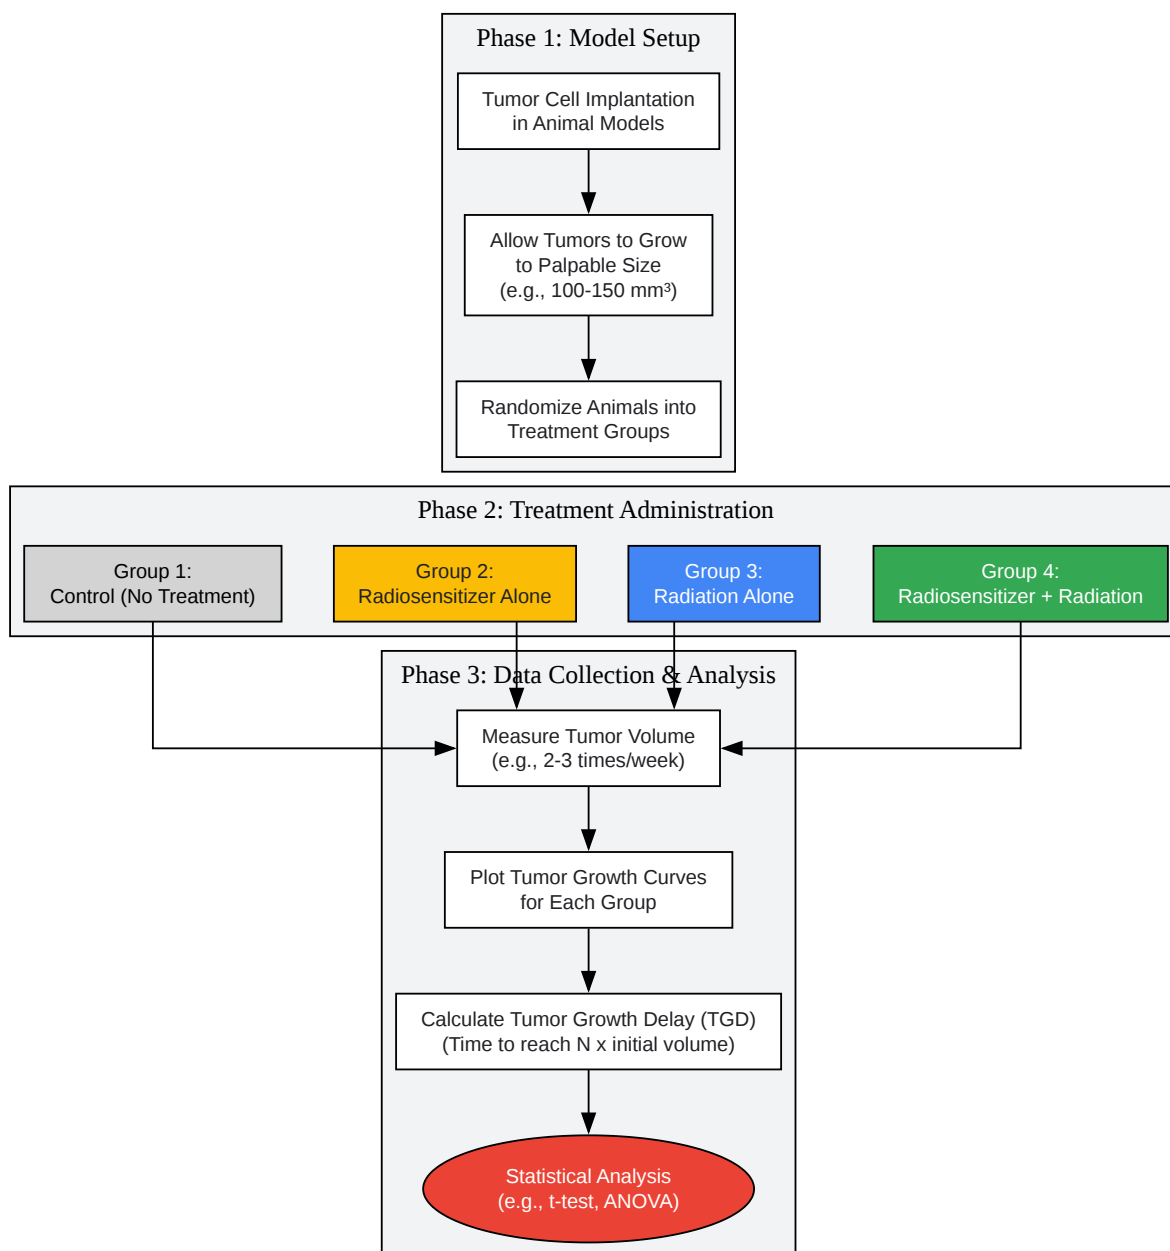 Phase 1: Model Setup
Tumor Cell Implantation
in Animal Models
Allow Tumors to Grow
to Palpable Size
(e.g., 100-150 mm³)
Randomize Animals into
Treatment Groups
Phase 2: Treatment Administration
Group 1:
Control (No Treatment)
Group 2:
Radiosensitizer Alone
Group 3:
Radiation Alone
Group 4:
Radiosensitizer + Radiation
Phase 3: Data Collection & Analysis
Measure Tumor Volume
(e.g., 2-3 times/week)
Plot Tumor Growth Curves
for Each Group
Calculate Tumor Growth Delay (TGD)
(Time to reach N x initial volume)
Statistical Analysis
(e.g., t-test, ANOVA)